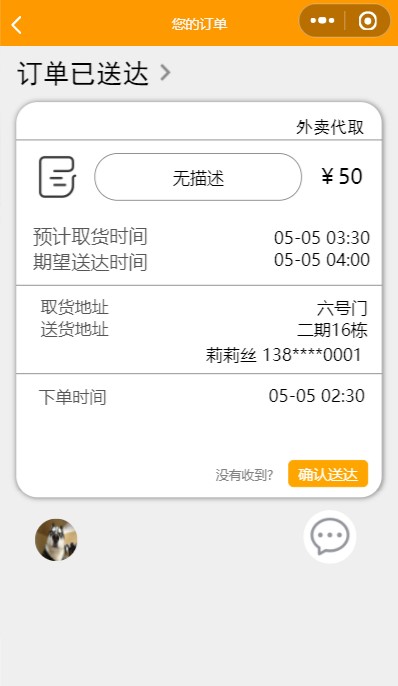 您的订单
订单已送达
外卖代取
无描述 ￥50
预计取货时间 05-05 03:30
期望送达时间 05-05 04:00
取货地址 六号门
送货地址 二期16栋
莉莉丝 138****0001
下单时间 05-05 02:30
没有收到? 确认送达